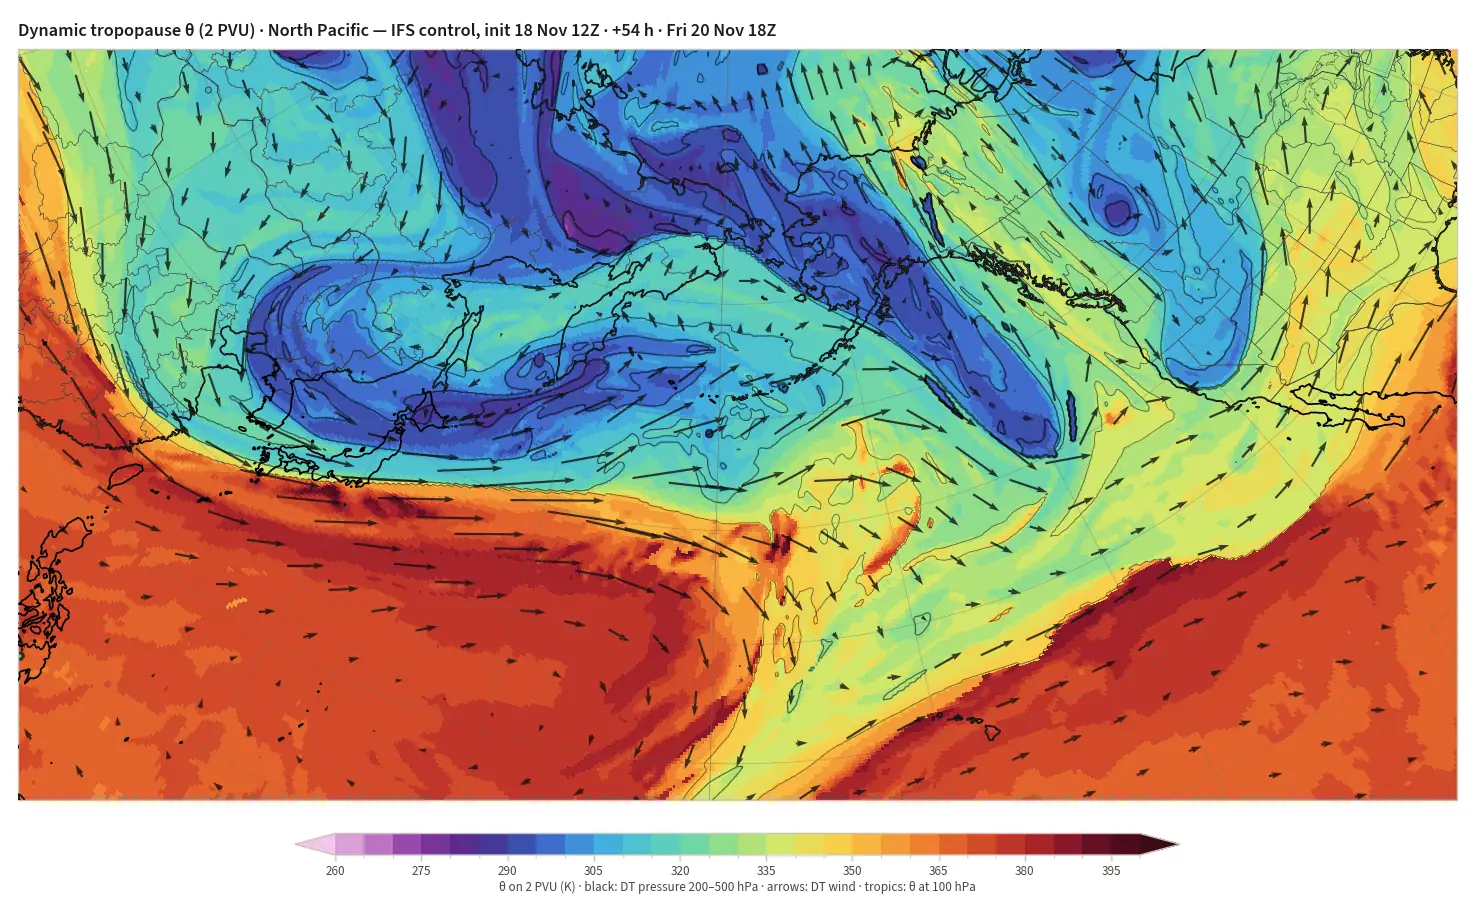 Dynamic tropopause θ (2 PVU) · North Pacific — IFS control, init 18 Nov 12Z · +54 h · Fri 20 Nov 18Z
260 275 290 305 320 335 350 365 380 395
θ on 2 PVU (K) · black: DT pressure 200–500 hPa · arrows: DT wind · tropics: θ at 100 hPa